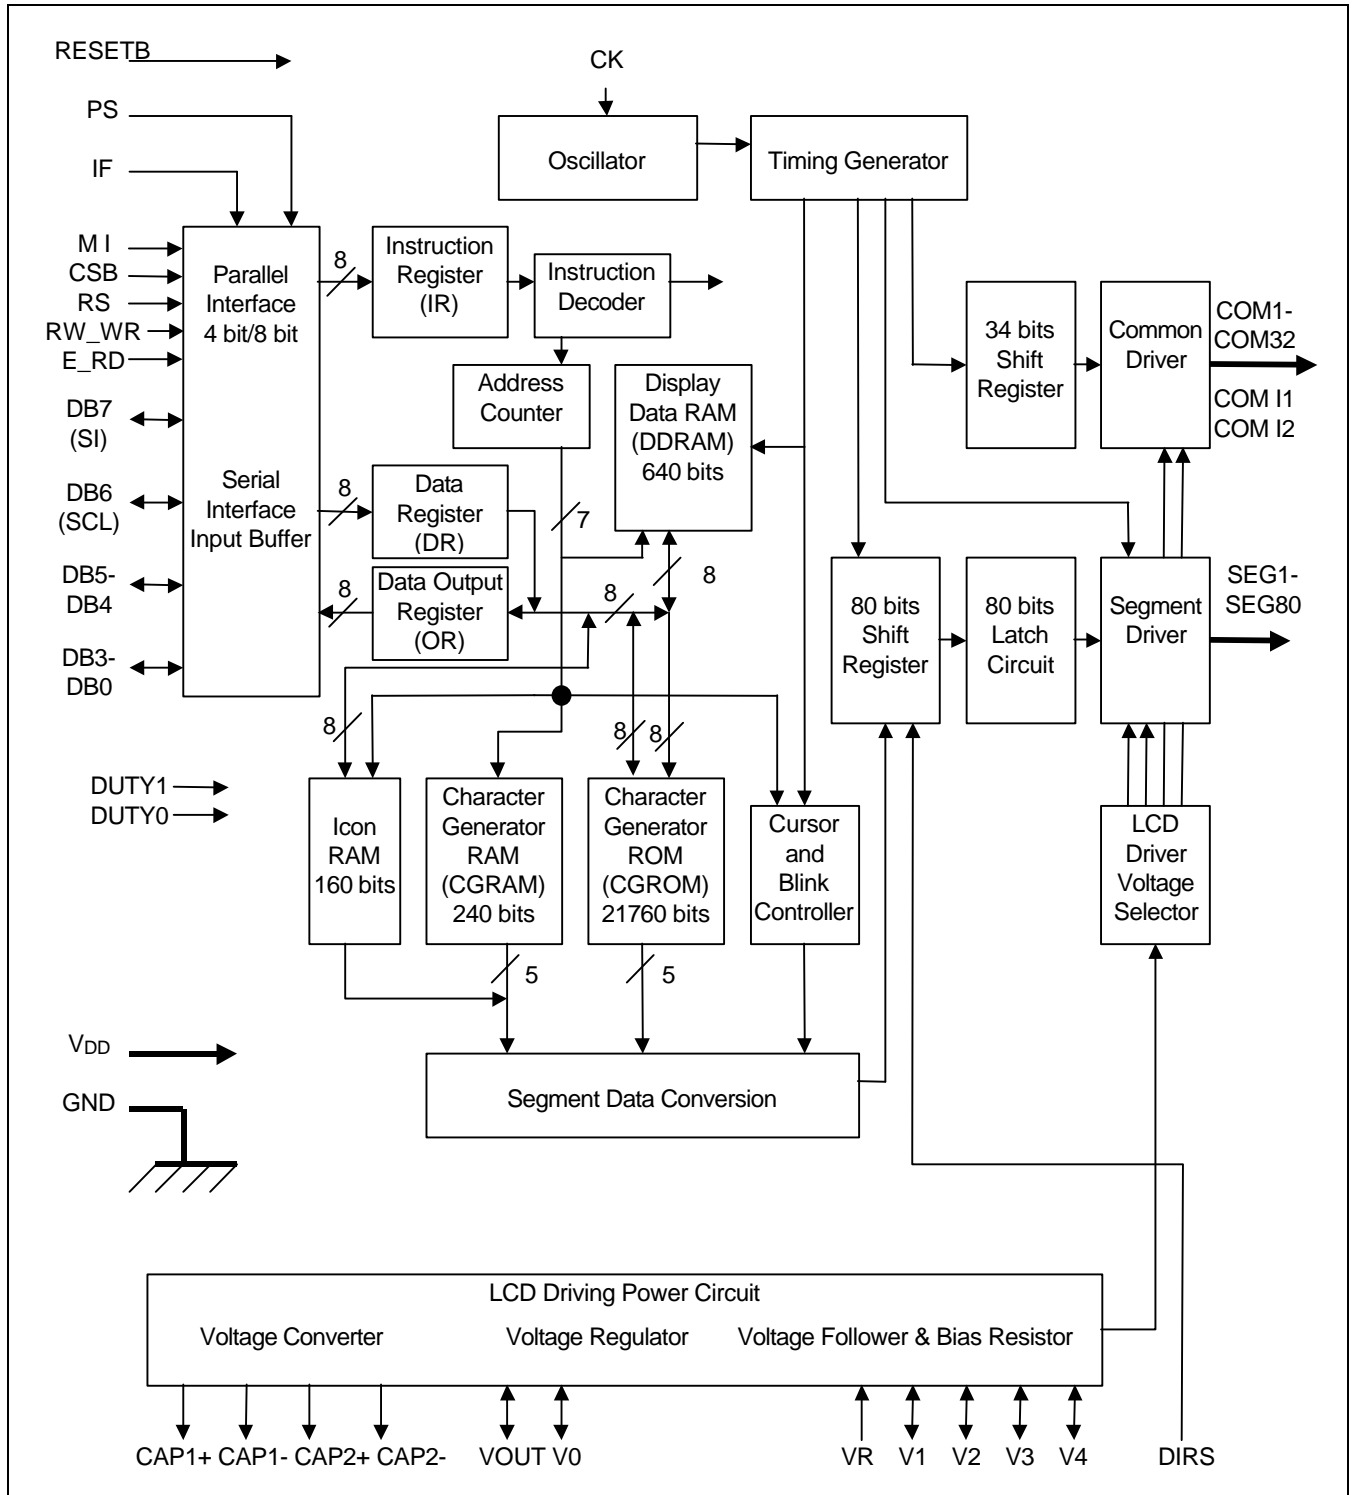 RESETB
CK
PS
Oscillator
Timing Generator
IF
M I
CSB
RS
RW_WR
E_RD
DB7
(SI)
DB6
(SCL)
DB5-
DB4
DB3-
DB0
Parallel
Interface
4 bit/8 bit
Serial
Interface
Input Buffer
8
Instruction
Register
(IR)
Instruction
Decoder
Address
Counter
Display
Data RAM
(DDRAM)
640 bits
34 bits
Shift
Register
Common
Driver
COM1-
COM32
COM I1
COM I2
8
Data
Register
(DR)
7
8
8
Data Output
Register
(OR)
8
80 bits
Shift
Register
80 bits
Latch
Circuit
Segment
Driver
SEG1-
SEG80
8
8
8
DUTY1
DUTY0
Icon
RAM
160 bits
Character
Generator
RAM
(CGRAM)
240 bits
Character
Generator
ROM
(CGROM)
21760 bits
Cursor
and
Blink
Controller
LCD
Driver
Voltage
Selector
5
5
VDD
GND
Segment Data Conversion
LCD Driving Power Circuit
Voltage Converter
Voltage Regulator
Voltage Follower & Bias Resistor
CAP1+ CAP1- CAP2+ CAP2-
VOUT V0
VR
V1
V2
V3
V4
DIRS